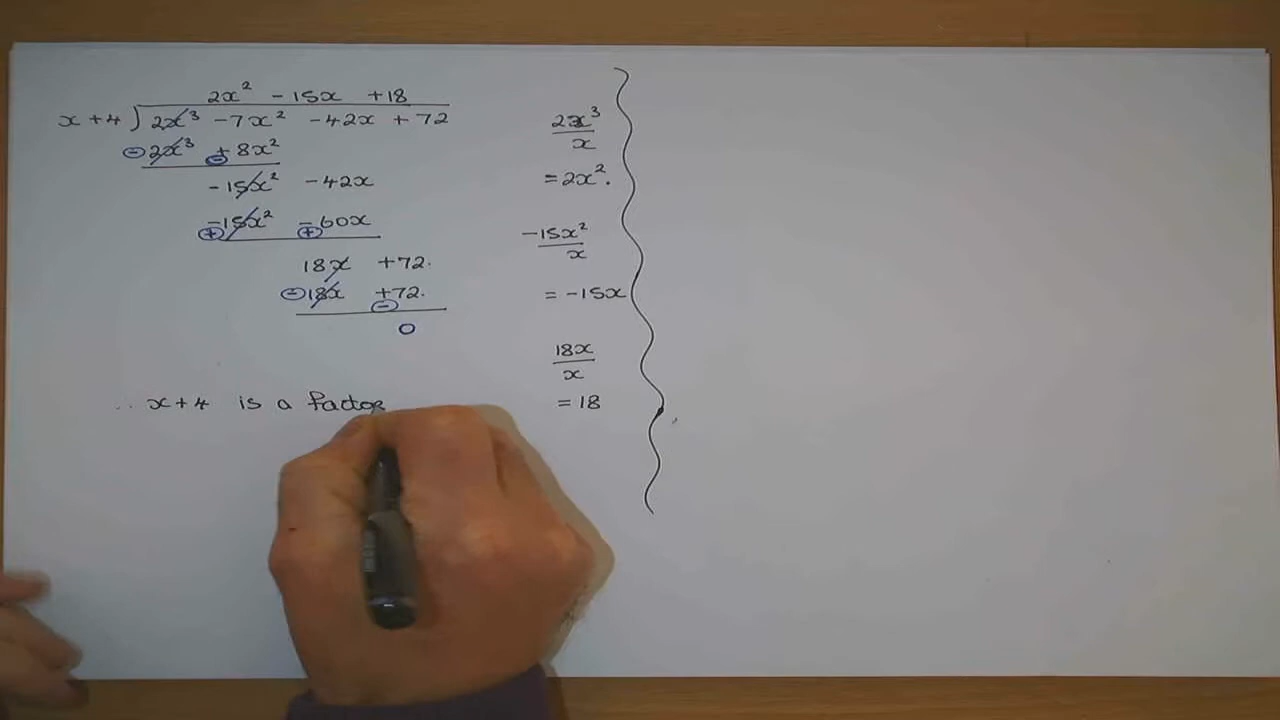 2x² - 15x + 18
x + 4 ) 2x³ - 7x² - 42x + 72
⊖ 2x³ + ⊖ 8x²
- 15x² - 42x
- ⊕ 15x² - ⊕ 60x
18x + 72.
⊖ 18x + ⊖ 72.
0
∴ x + 4 is a factor
2x³
x
= 2x².
-15x²
x
= -15x
18x
x
= 18